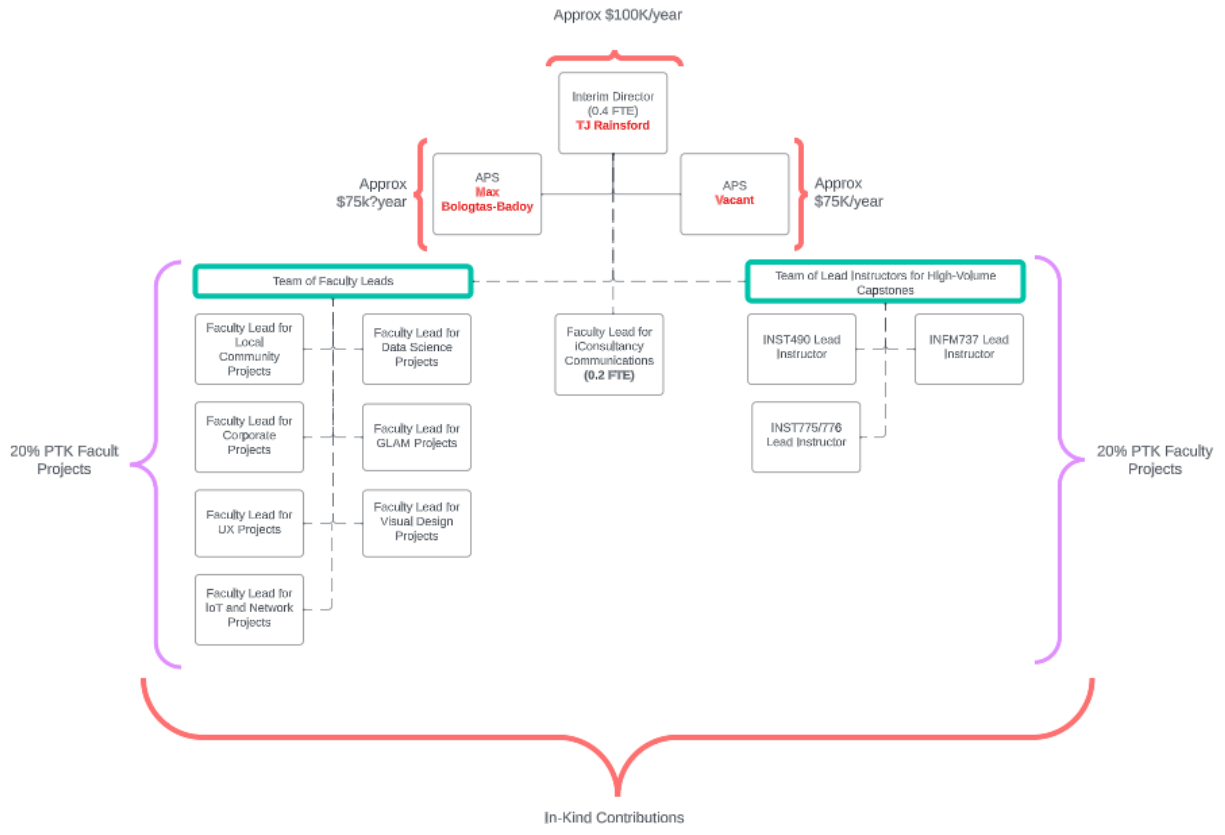 Approx $100K/year
Interim Director
(0.4 FTE)
TJ Rainsford
Approx
$75k?year
APS
Max
Bologtas-Badoy
APS
Vacant
Approx
$75K/year
Team of Faculty Leads
Team of Lead Instructors for High-Volume
Capstones
Faculty Lead for
Local
Community
Projects
Faculty Lead for
Data Science
Projects
Faculty Lead for
iConsultancy
Communications
(0.2 FTE)
INST490 Lead
Instructor
INFM737 Lead
Instructor
Faculty Lead for
Corporate
Projects
Faculty Lead for
GLAM Projects
INST775/776
Lead Instructor
20% PTK Facult
Projects
20% PTK Faculty
Projects
Faculty Lead for
UX Projects
Faculty Lead for
Visual Design
Projects
Faculty Lead for
IoT and Network
Projects
In-Kind Contributions